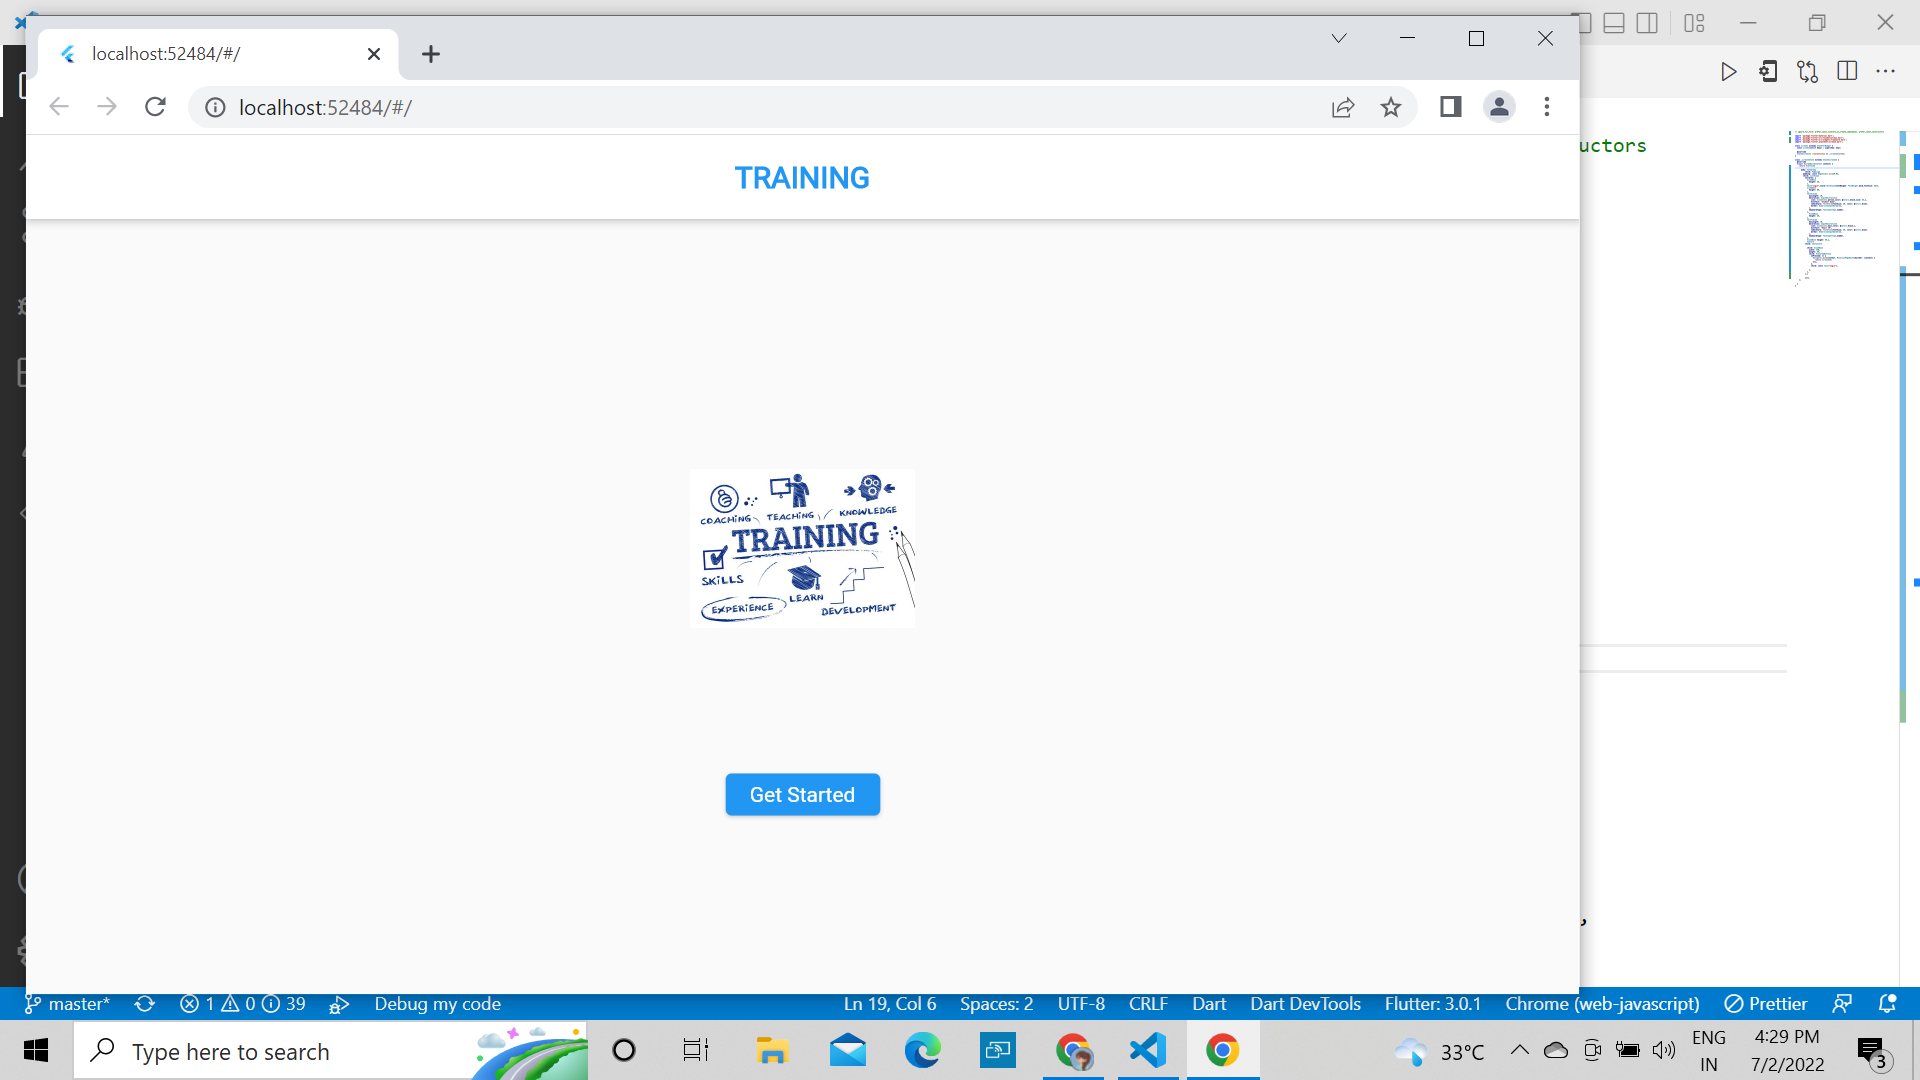 localhost:52484/#/
localhost:52484/#/
uctors
TRAINING
COACHING TEACHING KNOWLEDGE
TRAINING
SKILLS
LEARN
EXPERIENCE
DEVELOPMENT
Get Started
,
master* 1 0 39 Debug my code Ln 19, Col 6 Spaces: 2 UTF-8 CRLF Dart Dart DevTools Flutter: 3.0.1 Chrome (web-javascript) Prettier
Type here to search 33°C ENG IN 4:29 PM 7/2/2022 3